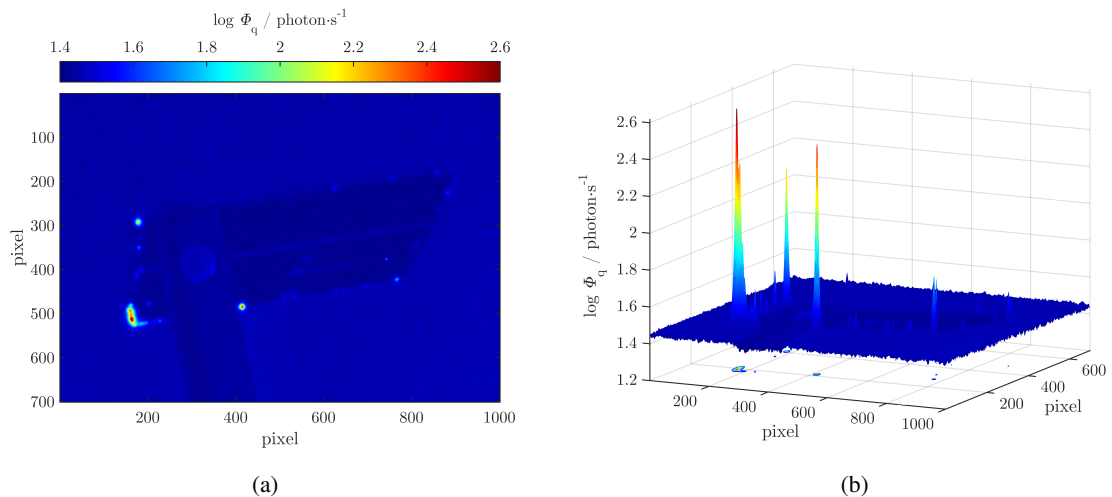 log Φq / photon·s-1
1.4 1.6 1.8 2 2.2 2.4 2.6
100
200
300
400
500
600
700
pixel
200 400 600 800 1000
pixel
(a)
2.6
2.4
2.2
2
1.8
1.6
1.4
1.2
log Φq / photon·s-1
200 400 600 800 1000
pixel
200 400 600
pixel
(b)